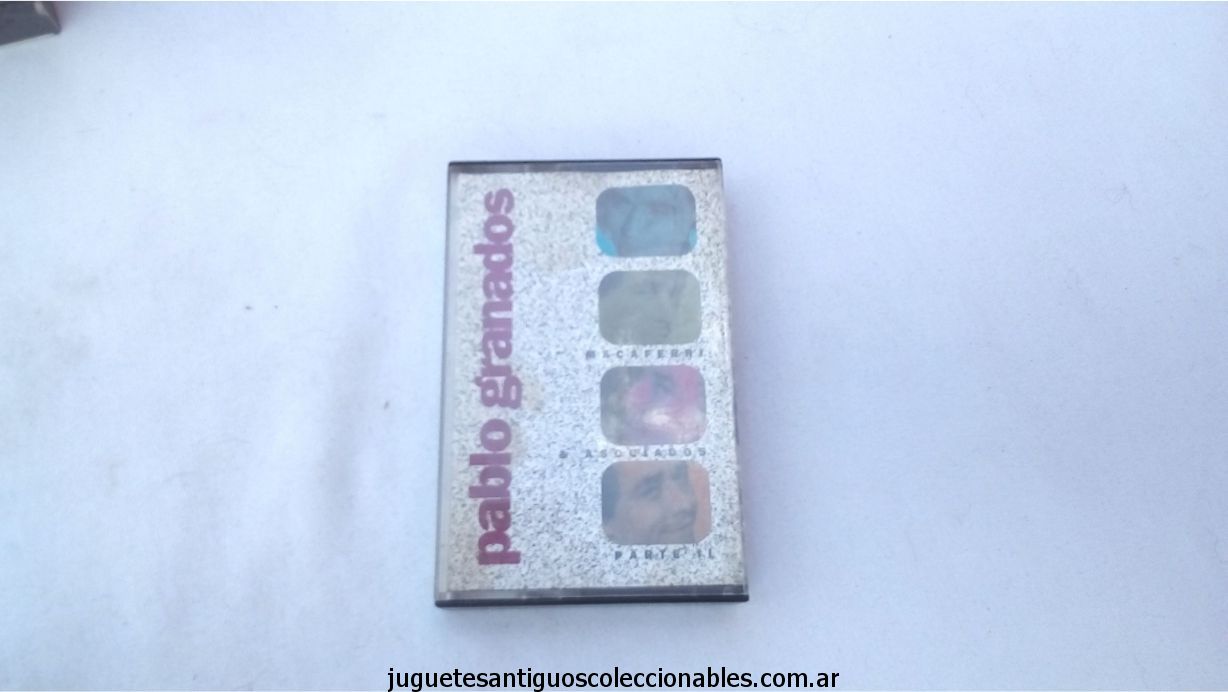 pablo granados
MACAFERRI
& ASOCIADOS
PARTE II
juguetesantiguoscoleccionables.com.ar